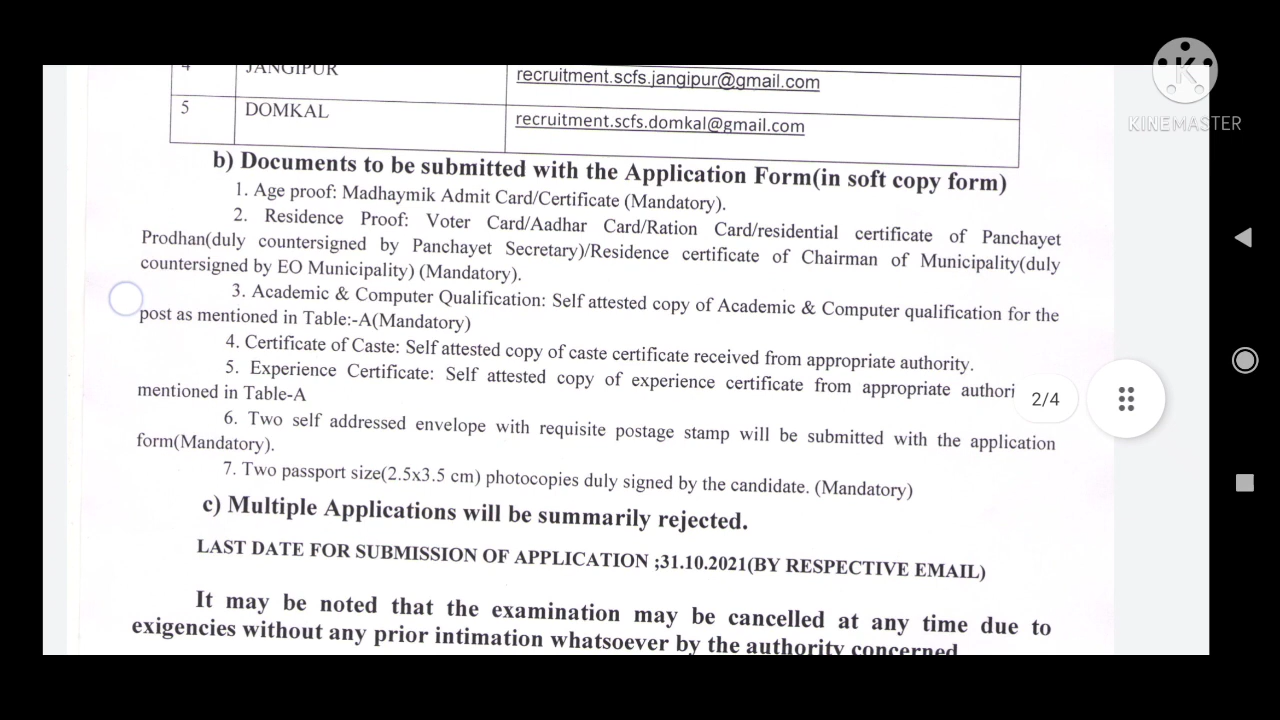 4 JANGIPUR recruitment.scfs.jangipur@gmail.com
5 DOMKAL recruitment.scfs.domkal@gmail.com
KINEMASTER
b) Documents to be submitted with the Application Form(in soft copy form)
1. Age proof: Madhaymik Admit Card/Certificate (Mandatory).
2. Residence Proof: Voter Card/Aadhar Card/Ration Card/residential certificate of Panchayet
Prodhan(duly countersigned by Panchayet Secretary)/Residence certificate of Chairman of Municipality(duly
countersigned by EO Municipality) (Mandatory).
3. Academic & Computer Qualification: Self attested copy of Academic & Computer qualification for the
post as mentioned in Table:-A(Mandatory)
4. Certificate of Caste: Self attested copy of caste certificate received from appropriate authority.
5. Experience Certificate: Self attested copy of experience certificate from appropriate authori
mentioned in Table-A
2/4
6. Two self addressed envelope with requisite postage stamp will be submitted with the application
form(Mandatory).
7. Two passport size(2.5x3.5 cm) photocopies duly signed by the candidate. (Mandatory)
c) Multiple Applications will be summarily rejected.
LAST DATE FOR SUBMISSION OF APPLICATION ;31.10.2021(BY RESPECTIVE EMAIL)
It may be noted that the examination may be cancelled at any time due to
exigencies without any prior intimation whatsoever by the authority concerned